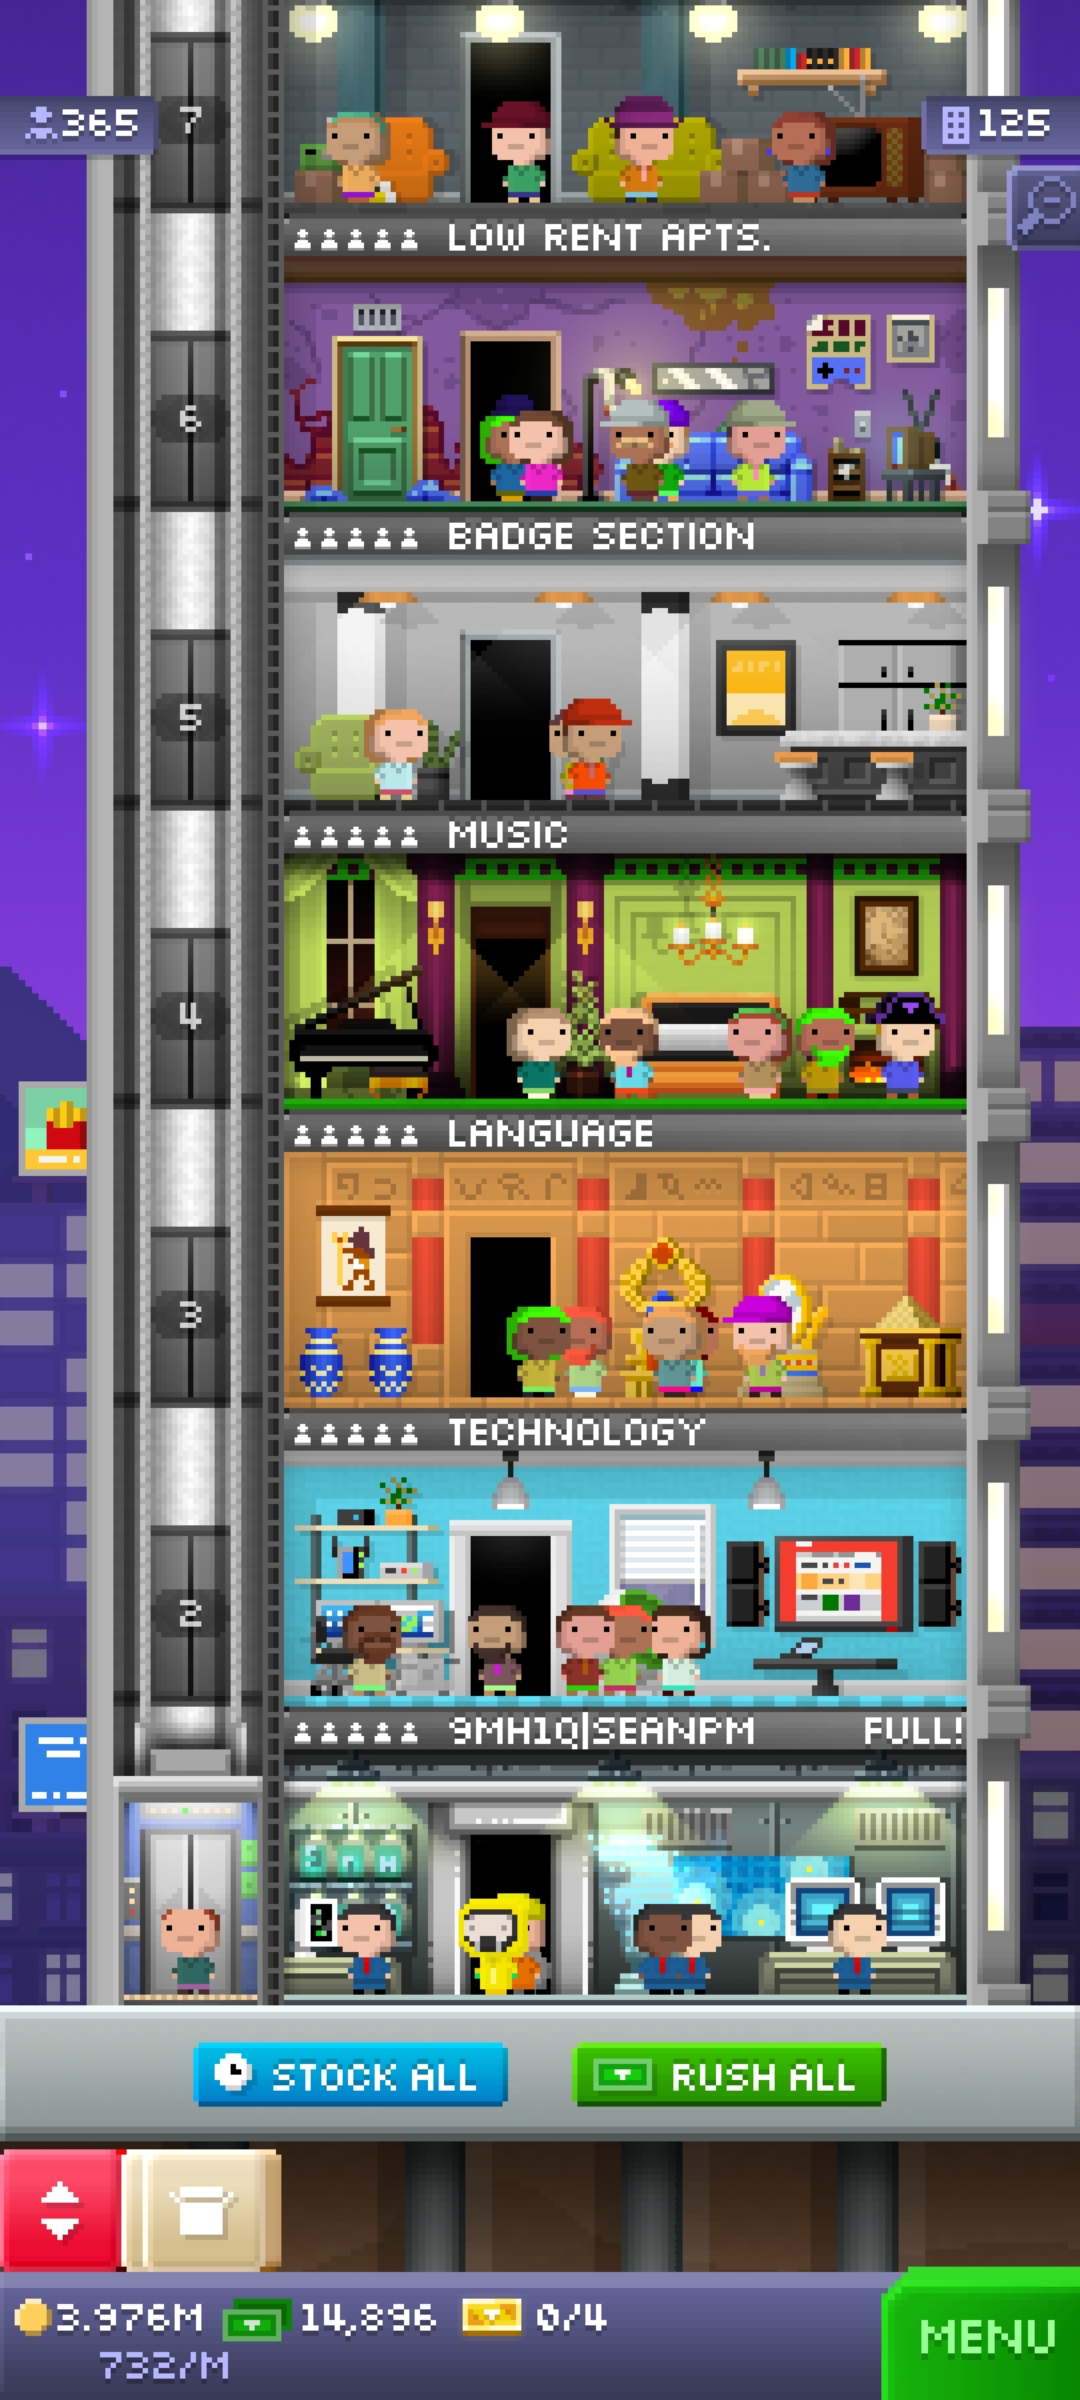 7
365
125
LOW RENT APTS.
6
BADGE SECTION
5
MUSIC
4
LANGUAGE
3
TECHNOLOGY
2
9MH1Q|SEANPM FULL!
STOCK ALL
RUSH ALL
3.976M 14,896 0/4
732/M
MENU